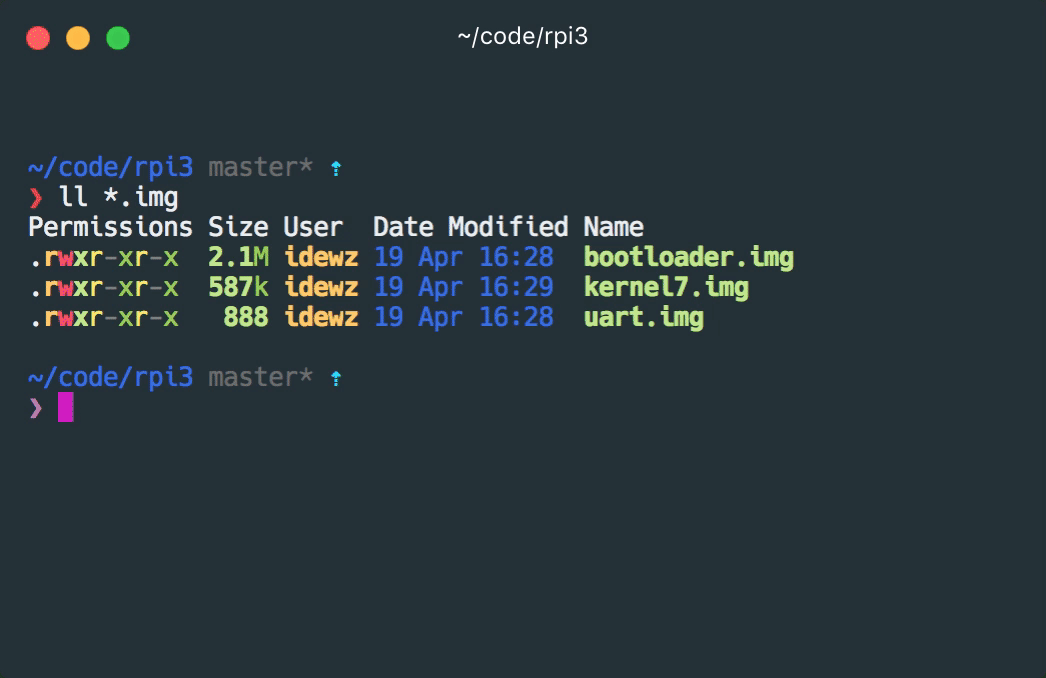 ~/code/rpi3
~/code/rpi3 master* ⇡
❯ ll *.img
Permissions Size User  Date Modified Name
.rwxr-xr-x  2.1M idewz 19 Apr 16:28  bootloader.img
.rwxr-xr-x  587k idewz 19 Apr 16:29  kernel7.img
.rwxr-xr-x   888 idewz 19 Apr 16:28  uart.img
~/code/rpi3 master* ⇡
❯